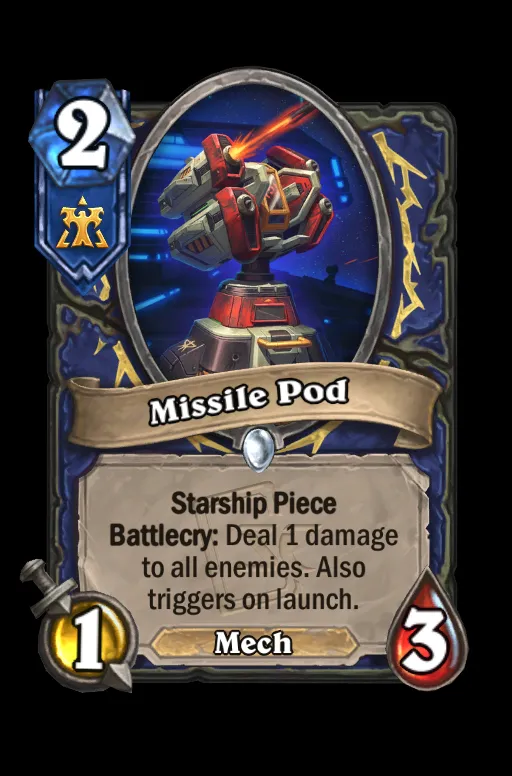 2
Missile Pod
Starship Piece
Battlecry: Deal 1 damage
to all enemies. Also
triggers on launch.
1
Mech
3